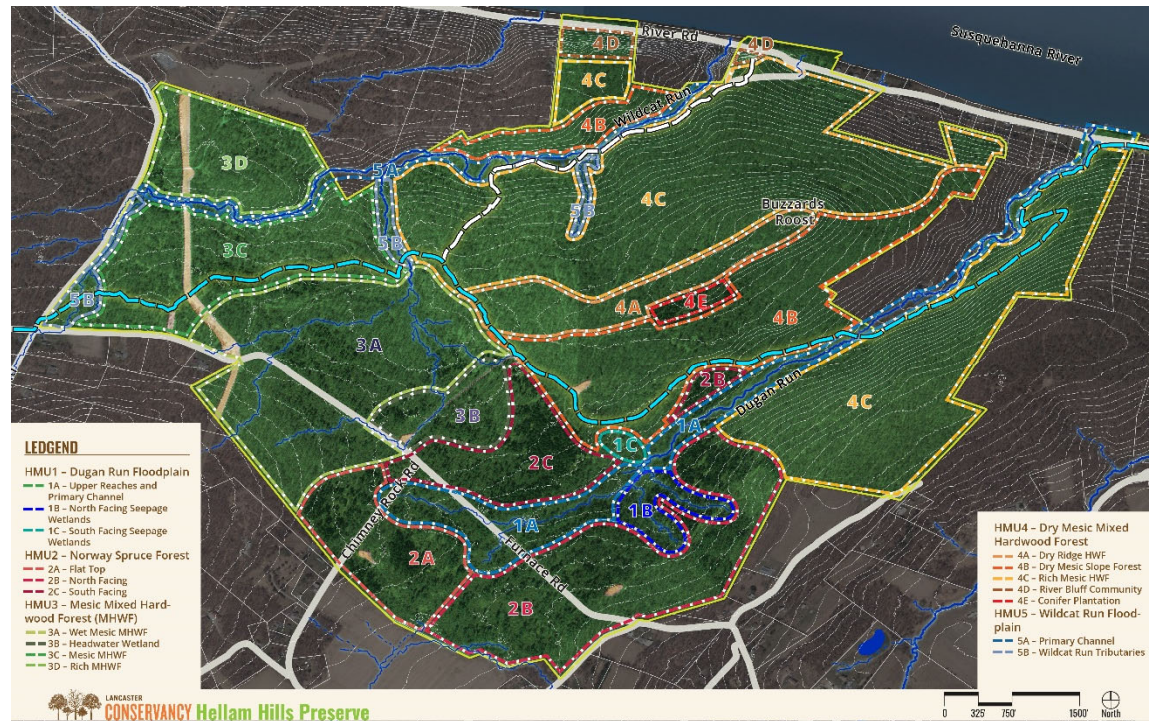 River Rd
Susquehanna River
4D
4D
4C
Wildcat Run
4B
3D
5A
5B
4C
Buzzards
Roost
3C
5B
5B
4E
4A
4B
3A
2B
Dugan Run
4C
3B
1A
1C
2C
Chimney Rock Rd
1B
1A
Furnace Rd
2A
2B
LEDGEND
HMU1 – Dugan Run Floodplain
1A – Upper Reaches and
Primary Channel
1B – North Facing Seepage
Wetlands
1C – South Facing Seepage
Wetlands
HMU2 – Norway Spruce Forest
2A – Flat Top
2B – North Facing
2C – South Facing
HMU3 – Mesic Mixed Hard-
wood Forest (MHWF)
3A – Wet Mesic MHWF
3B – Headwater Wetland
3C – Mesic MHWF
3D – Rich MHWF
HMU4 – Dry Mesic Mixed
Hardwood Forest
4A – Dry Ridge HWF
4B – Dry Mesic Slope Forest
4C – Rich Mesic HWF
4D – River Bluff Community
4E – Conifer Plantation
HMU5 – Wildcat Run Flood-
plain
5A – Primary Channel
5B – Wildcat Run Tributaries
LANCASTER
CONSERVANCY Hellam Hills Preserve
0 325' 750' 1500' North